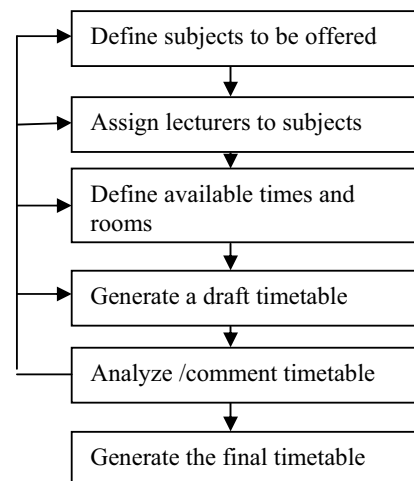 Define subjects to be offered
Assign lecturers to subjects
Define available times and
rooms
Generate a draft timetable
Analyze /comment timetable
Generate the final timetable